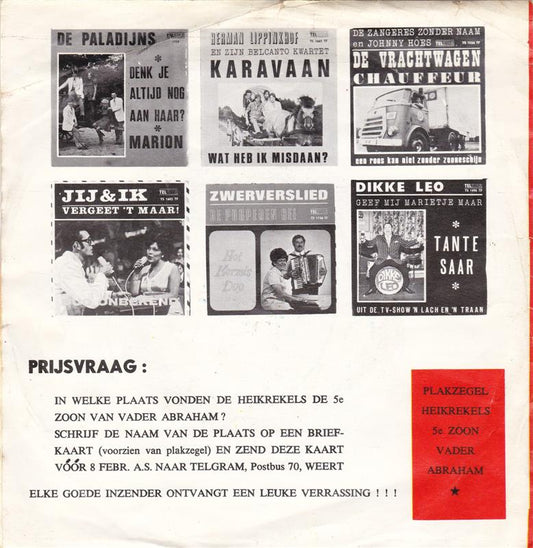 DE PALADIJNS
DENK JE
ALTIJD NOG
AAN HAAR?
*
MARION
HERMAN LIPPINKHOF
EN ZIJN BELCANTO KWARTET
KARAVAAN
WAT HEB IK MISDAAN?
DE ZANGERES ZONDER NAAM
en JOHNNY HOES
DE VRACHTWAGEN
CHAUFFEUR
een roos kan niet zonder zonneschijn
JIJ & IK
VERGEET 'T MAAR!
ZWERVERSLIED
Het
Kermis
Duo
DIKKE LEO
GEEF MIJ MARIETJE MAAR
TANTE
SAAR
*
DIKKE
LEO
UIT DE TV-SHOW 'N LACH EN 'N TRAAN
PRIJSVRAAG :
IN WELKE PLAATS VONDEN DE HEIKREKELS DE 5e
ZOON VAN VADER ABRAHAM?
SCHRIJF DE NAAM VAN DE PLAATS OP EEN BRIEF-
KAART (voorzien van plakzegel) EN ZEND DEZE KAART
VÓÓR 8 FEBR. A.S. NAAR TELGRAM, Postbus 70, WEERT
ELKE GOEDE INZENDER ONTVANGT EEN LEUKE VERRASSING ! ! !
PLAKZEGEL
HEIKREKELS
5e ZOON
VADER
ABRAHAM
★